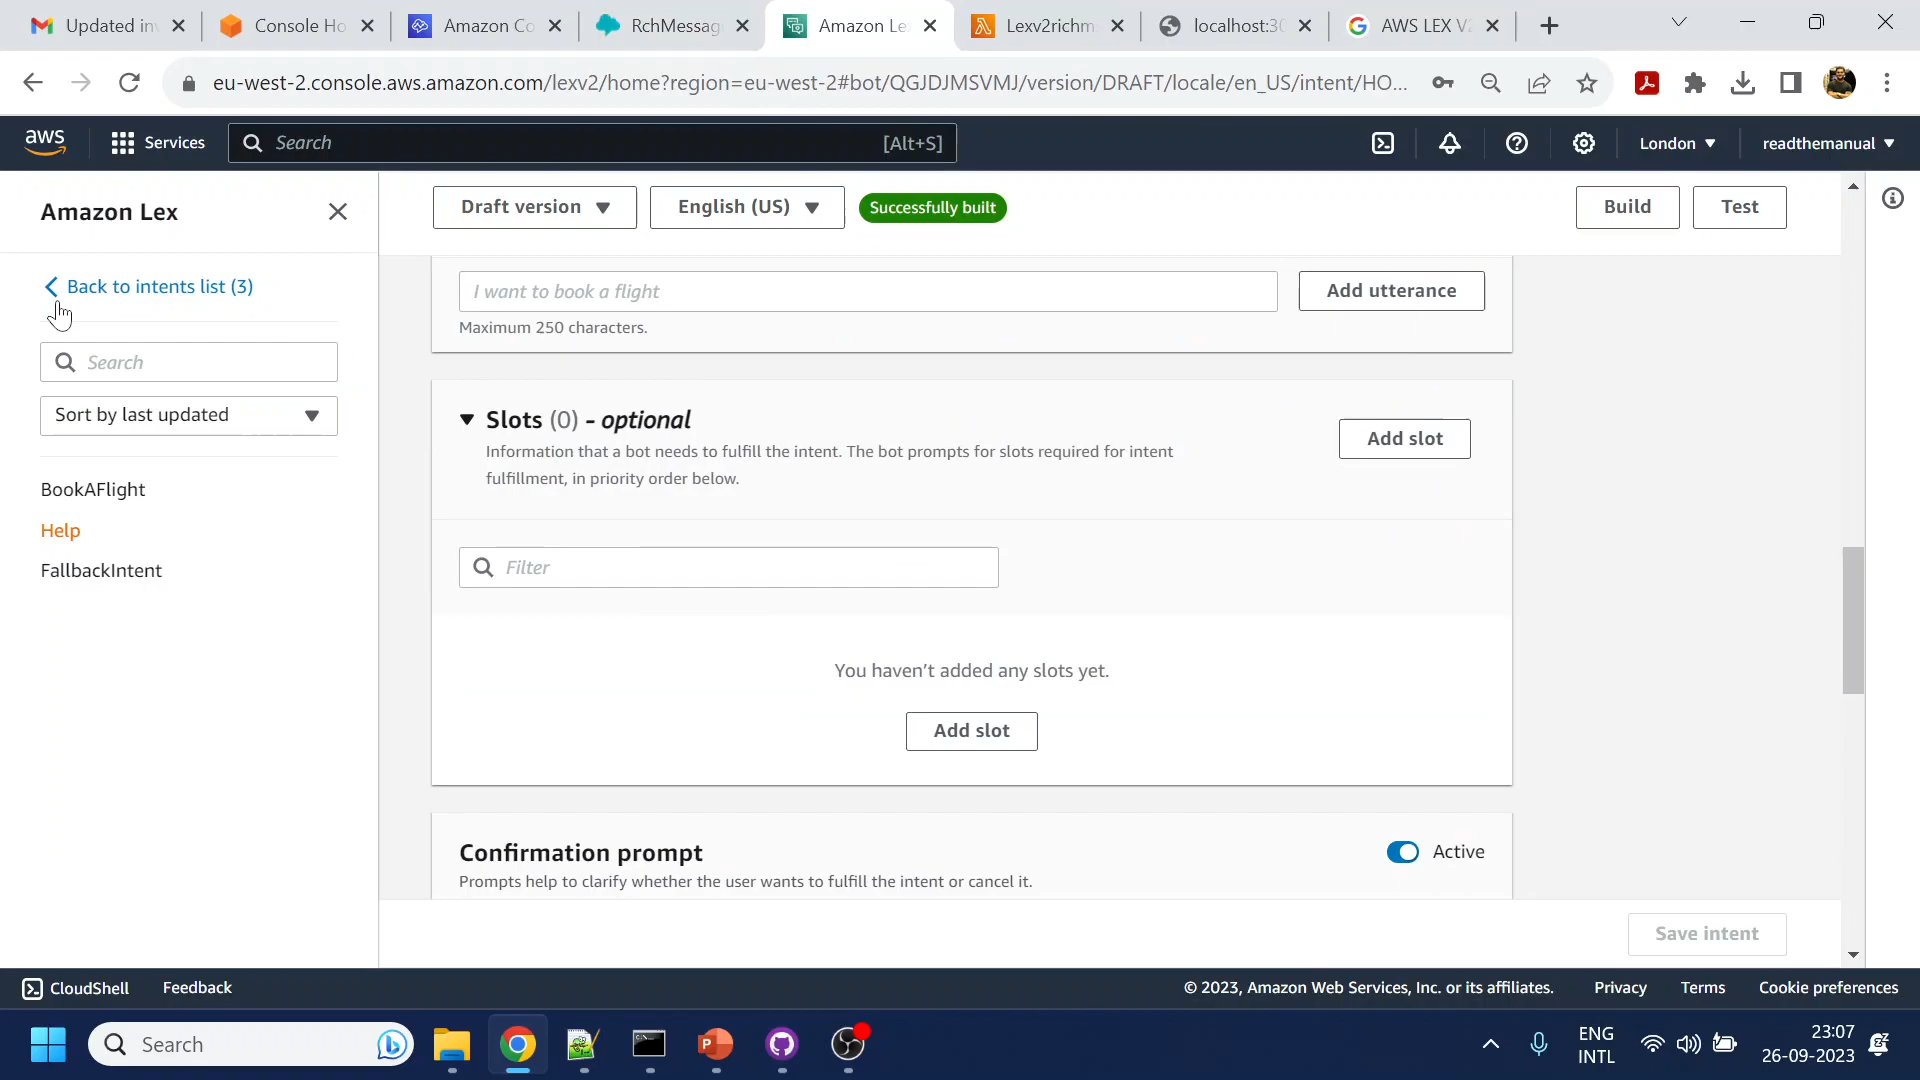 Updated in
Console Ho
Amazon Co
RchMessag
Amazon Le
Lexv2richm
localhost:30
AWS LEX V2
eu-west-2.console.aws.amazon.com/lexv2/home?region=eu-west-2#bot/QGJDJMSVMJ/version/DRAFT/locale/en_US/intent/HO...
aws
Services
Search
[Alt+S]
London
readthemanual
Amazon Lex
Back to intents list (3)
Search
Sort by last updated
BookAFlight
Help
FallbackIntent
Draft version
English (US)
Successfully built
Build
Test
I want to book a flight
Add utterance
Maximum 250 characters.
Slots (0) - optional
Information that a bot needs to fulfill the intent. The bot prompts for slots required for intent
fulfillment, in priority order below.
Add slot
Filter
You haven't added any slots yet.
Add slot
Confirmation prompt
Active
Prompts help to clarify whether the user wants to fulfill the intent or cancel it.
Save intent
CloudShell
Feedback
© 2023, Amazon Web Services, Inc. or its affiliates.
Privacy
Terms
Cookie preferences
Search
ENG
INTL
23:07
26-09-2023